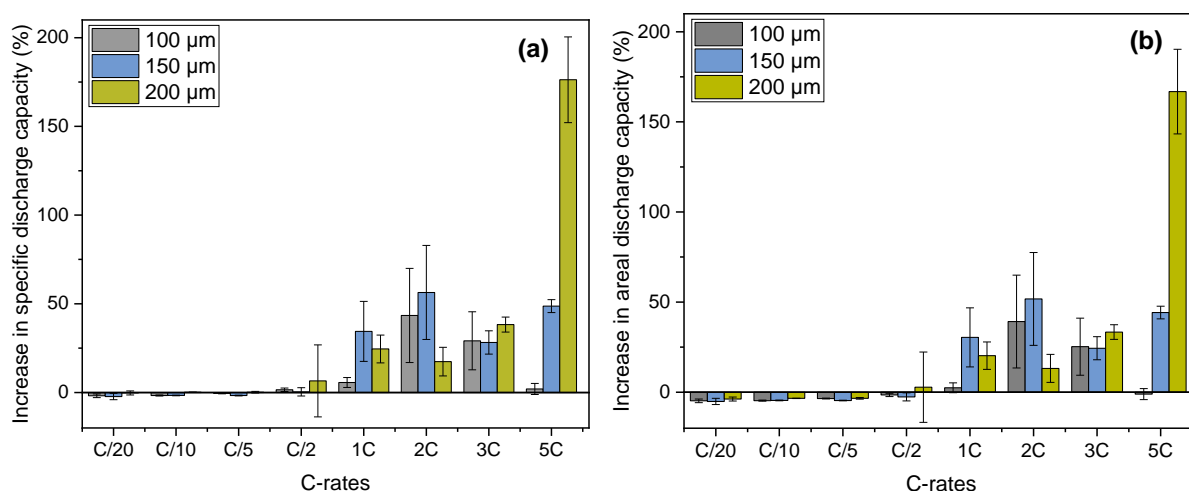 Increase in specific discharge capacity (%)
200
150
100
50
0
100 µm
150 µm
200 µm
(a)
C/20 C/10 C/5 C/2 1C 2C 3C 5C
C-rates
Increase in areal discharge capacity (%)
200
150
100
50
0
100 µm
150 µm
200 µm
(b)
C/20 C/10 C/5 C/2 1C 2C 3C 5C
C-rates